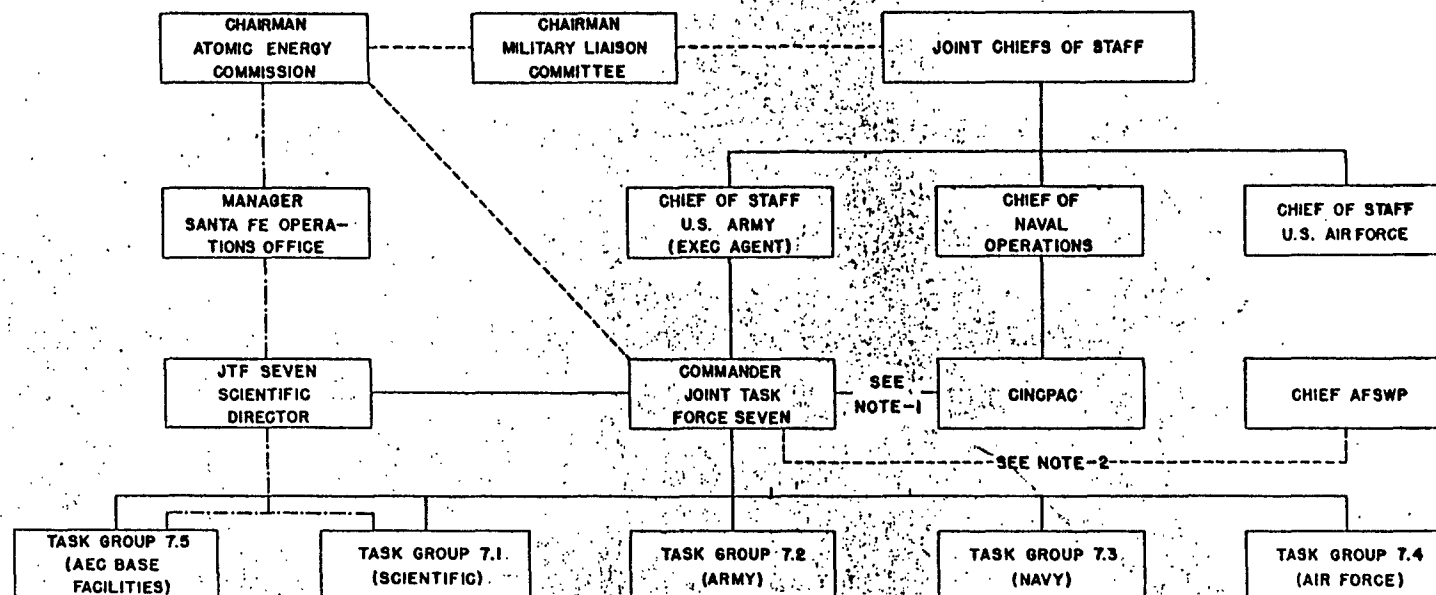 CHAIRMAN
ATOMIC ENERGY
COMMISSION
CHAIRMAN
MILITARY LIAISON
COMMITTEE
JOINT CHIEFS OF STAFF
MANAGER
SANTA FE OPERA-
TIONS OFFICE
CHIEF OF STAFF
U.S. ARMY
(EXEC AGENT)
CHIEF OF
NAVAL
OPERATIONS
CHIEF OF STAFF
U.S. AIR FORCE
JTF SEVEN
SCIENTIFIC
DIRECTOR
COMMANDER
JOINT TASK
FORCE SEVEN
SEE
NOTE-1
CINCPAC
CHIEF AFSWP
SEE NOTE-2
TASK GROUP 7.5
(AEC BASE
FACILITIES)
TASK GROUP 7.1
(SCIENTIFIC)
TASK GROUP 7.2
(ARMY)
TASK GROUP 7.3
(NAVY)
TASK GROUP 7.4
(AIR FORCE)